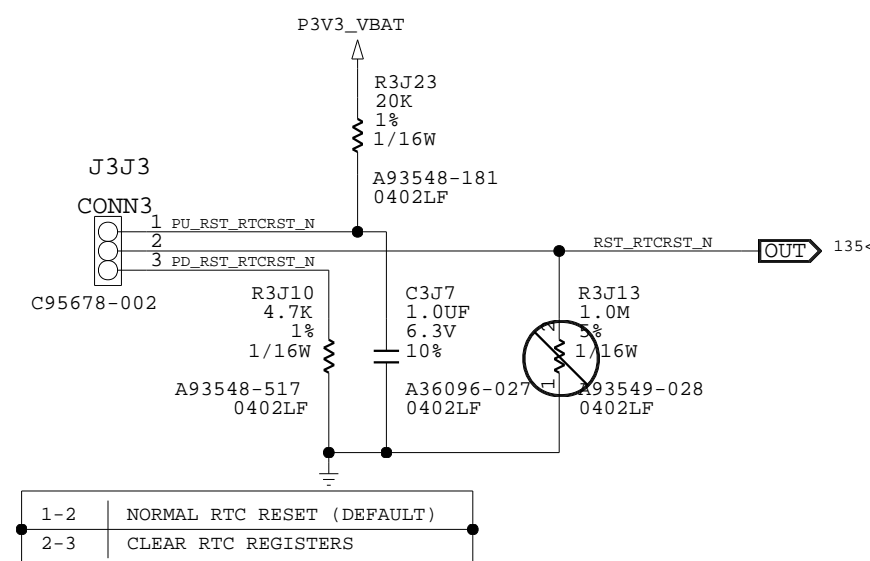 P3V3_VBAT
R3J23
20K
1%
1/16W
A93548-181
0402LF
J3J3
CONN3
1 PU_RST_RTCRST_N
2
3 PD_RST_RTCRST_N
C95678-002
RST_RTCRST_N
OUT
135<
R3J10
4.7K
1%
1/16W
A93548-517
0402LF
C3J7
1.0UF
6.3V
10%
A36096-027
0402LF
R3J13
1.0M
5%
1/16W
2
1
A93549-028
0402LF
1-2 NORMAL RTC RESET (DEFAULT)
2-3 CLEAR RTC REGISTERS